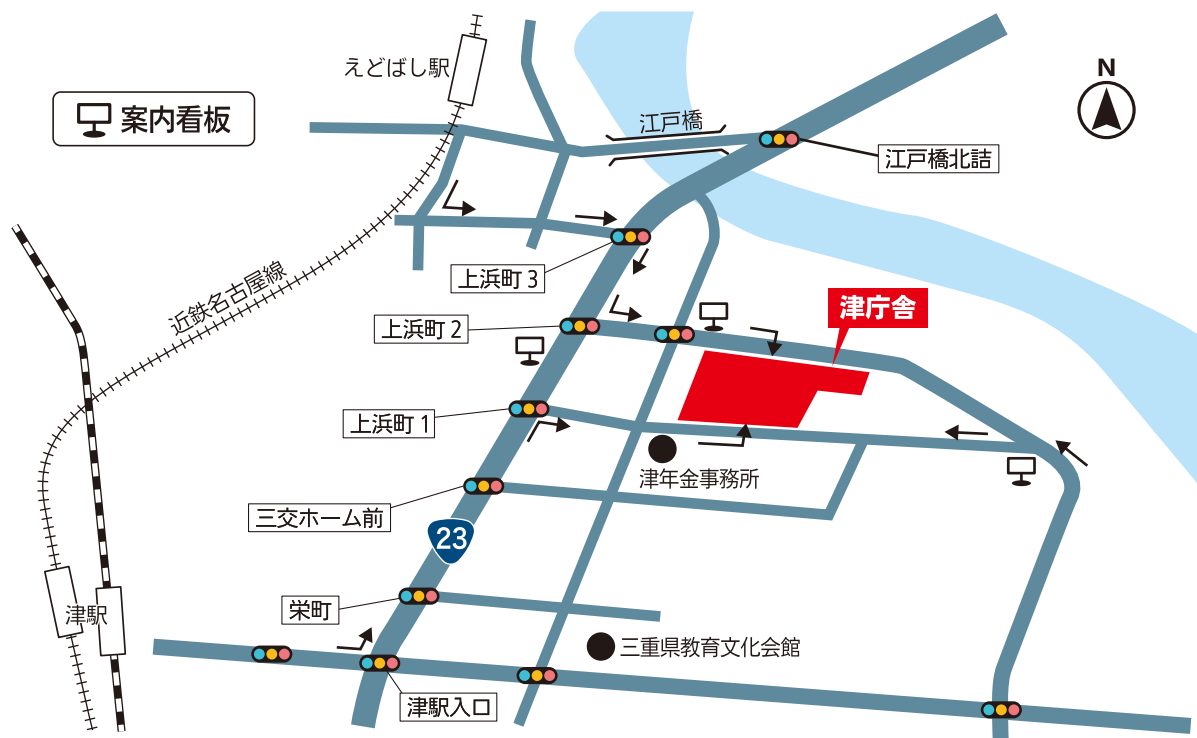 えどばし駅
N
案内看板
江戸橋
江戸橋北詰
上浜町3
近鉄名古屋線
津庁舎
上浜町2
上浜町1
津年金事務所
三交ホーム前
23
栄町
津駅
三重県教育文化会館
津駅入口